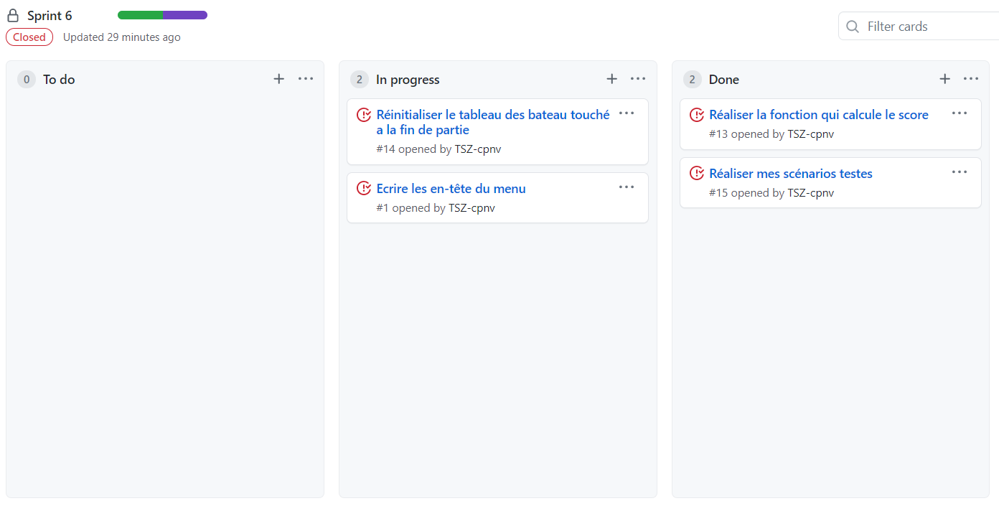 Sprint 6
Closed Updated 29 minutes ago
Filter cards
0 To do
2 In progress
Réinitialiser le tableau des bateau touché
a la fin de partie
#14 opened by TSZ-cpnv
Ecrire les en-tête du menu
#1 opened by TSZ-cpnv
2 Done
Réaliser la fonction qui calcule le score
#13 opened by TSZ-cpnv
Réaliser mes scénarios testes
#15 opened by TSZ-cpnv